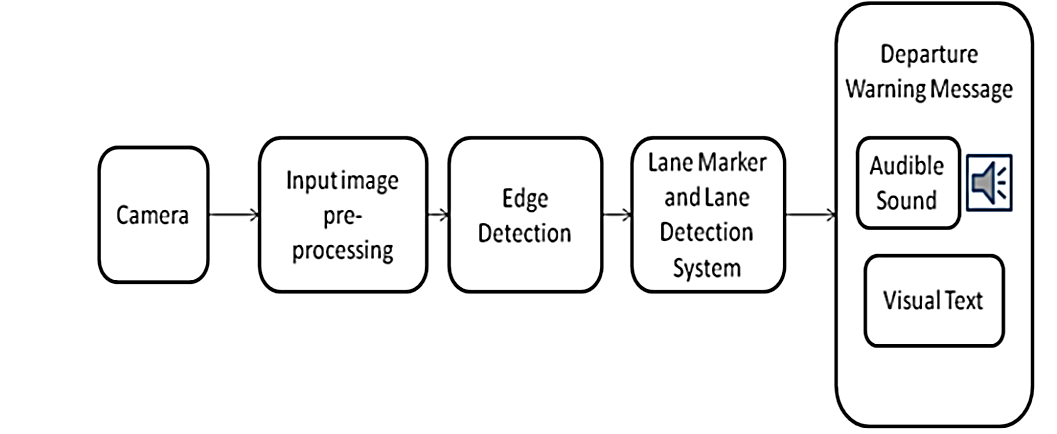 Camera
Input image
pre-
processing
Edge
Detection
Lane Marker
and Lane
Detection
System
Departure
Warning Message
Audible
Sound
Visual Text